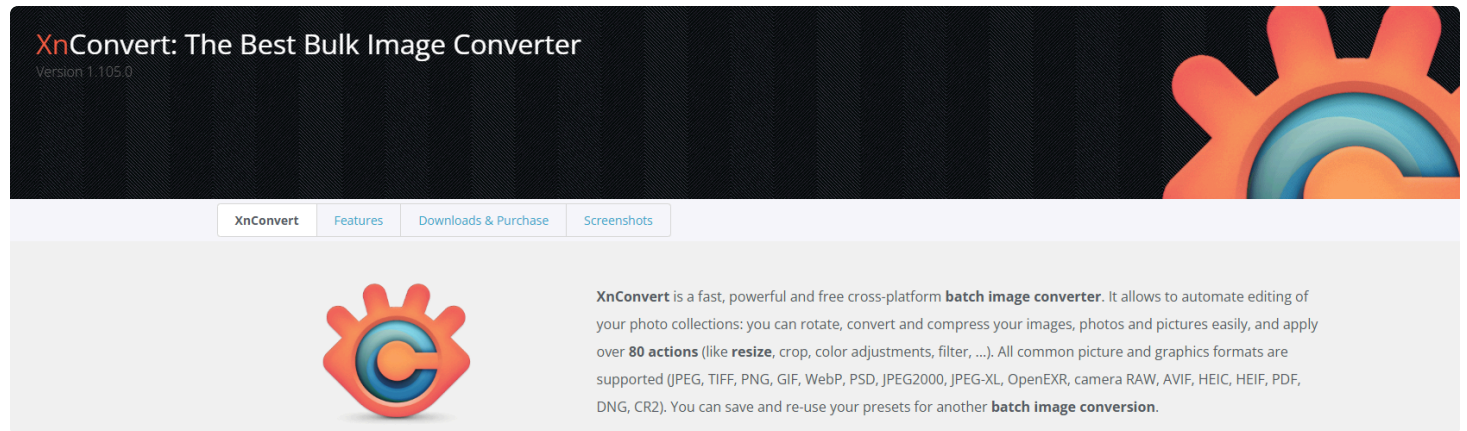 XnConvert: The Best Bulk Image Converter
Version 1.105.0
XnConvert
Features
Downloads & Purchase
Screenshots
XnConvert is a fast, powerful and free cross-platform batch image converter. It allows to automate editing of
your photo collections: you can rotate, convert and compress your images, photos and pictures easily, and apply
over 80 actions (like resize, crop, color adjustments, filter, ...). All common picture and graphics formats are
supported (JPEG, TIFF, PNG, GIF, WebP, PSD, JPEG2000, JPEG-XL, OpenEXR, camera RAW, AVIF, HEIC, HEIF, PDF,
DNG, CR2). You can save and re-use your presets for another batch image conversion.